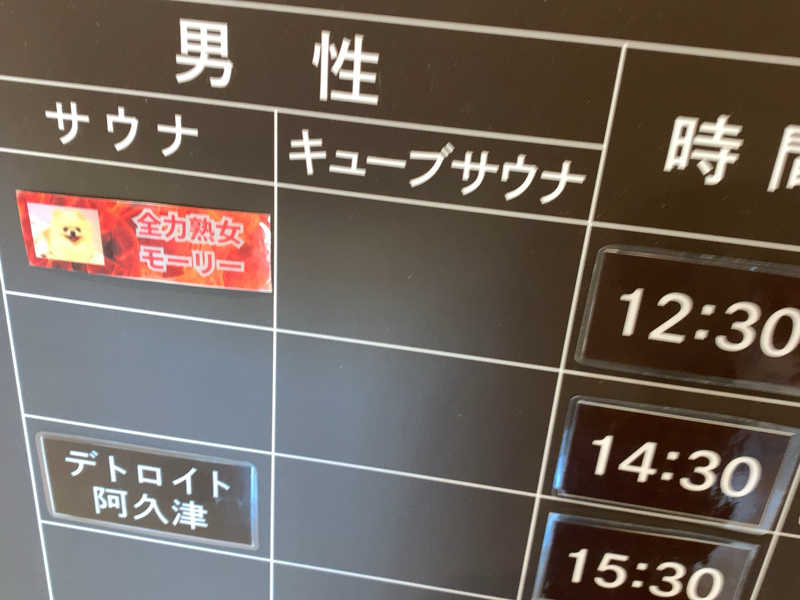 男性
サウナ
キューブサウナ
時間
全力熟女
モーリー
12:30
14:30
デトロイト
阿久津
15:30